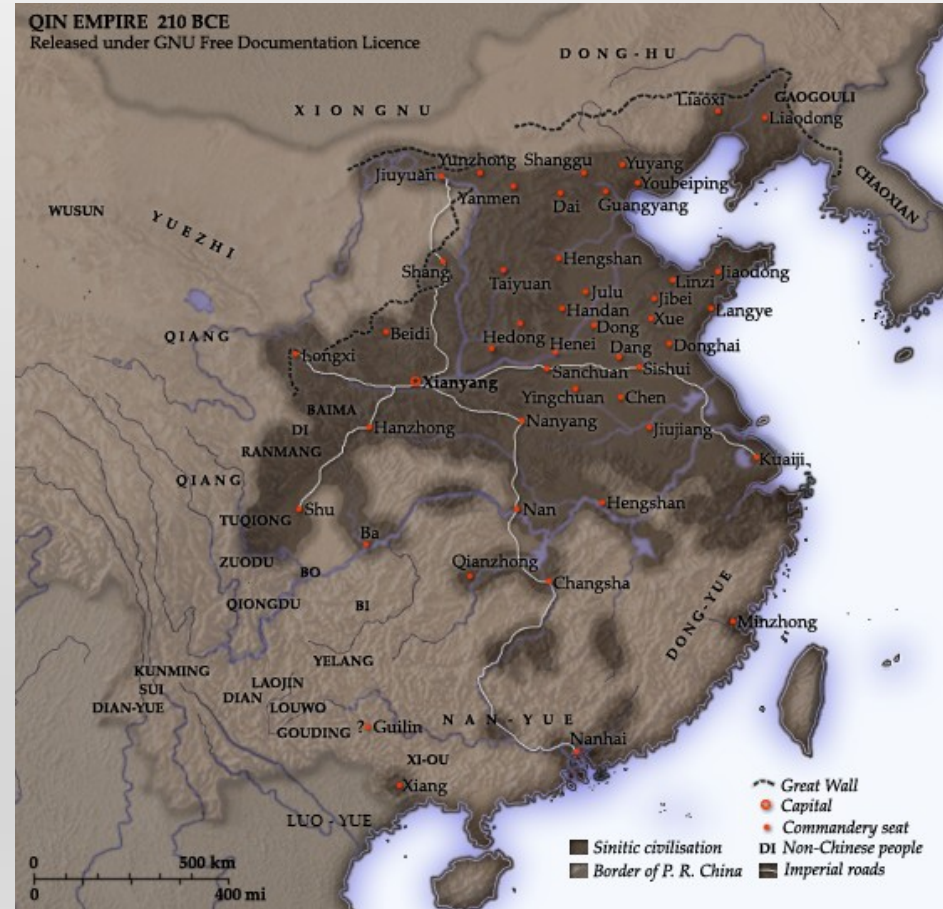 QIN EMPIRE 210 BCE
Released under GNU Free Documentation Licence
DONG-HU
XIONGNU
Liaoxi
GAOGOULI
Liaodong
CHAOXIAN
Yunzhong
Shanggu
Yuyang
Jiuyuan
Youbeiping
Yanmen
Dai
Guangyang
WUSUN
YUEZHI
Shang
Hengshan
Taiyuan
Linzi
Jiaodong
Julu
Jibei
Handan
Langye
Xue
Dong
QIANG
Beidi
Hedong
Henei
Dang
Donghai
Longxi
Sanchuan
Sishui
Xianyang
Yingchuan
Chen
BAIMA
DI
Hanzhong
Nanyang
Jiujiang
RANMANG
Kuaiji
QIANG
Shu
Nan
Hengshan
TUQIONG
Ba
ZUODU
BO
Qianzhong
Changsha
QIONGDU
BI
DONG-YUE
Minzhong
YELANG
KUNMING
SUI
LAOJIN
DIAN
DIAN-YUE
LOUWO
GOUDING
? Guilin
NAN-YUE
Nanhai
XI-OU
Xiang
LUO-YUE
Great Wall
Capital
Commandery seat
Sinitic civilisation
DI Non-Chinese people
Border of P. R. China
Imperial roads
0 500 km
0 400 mi